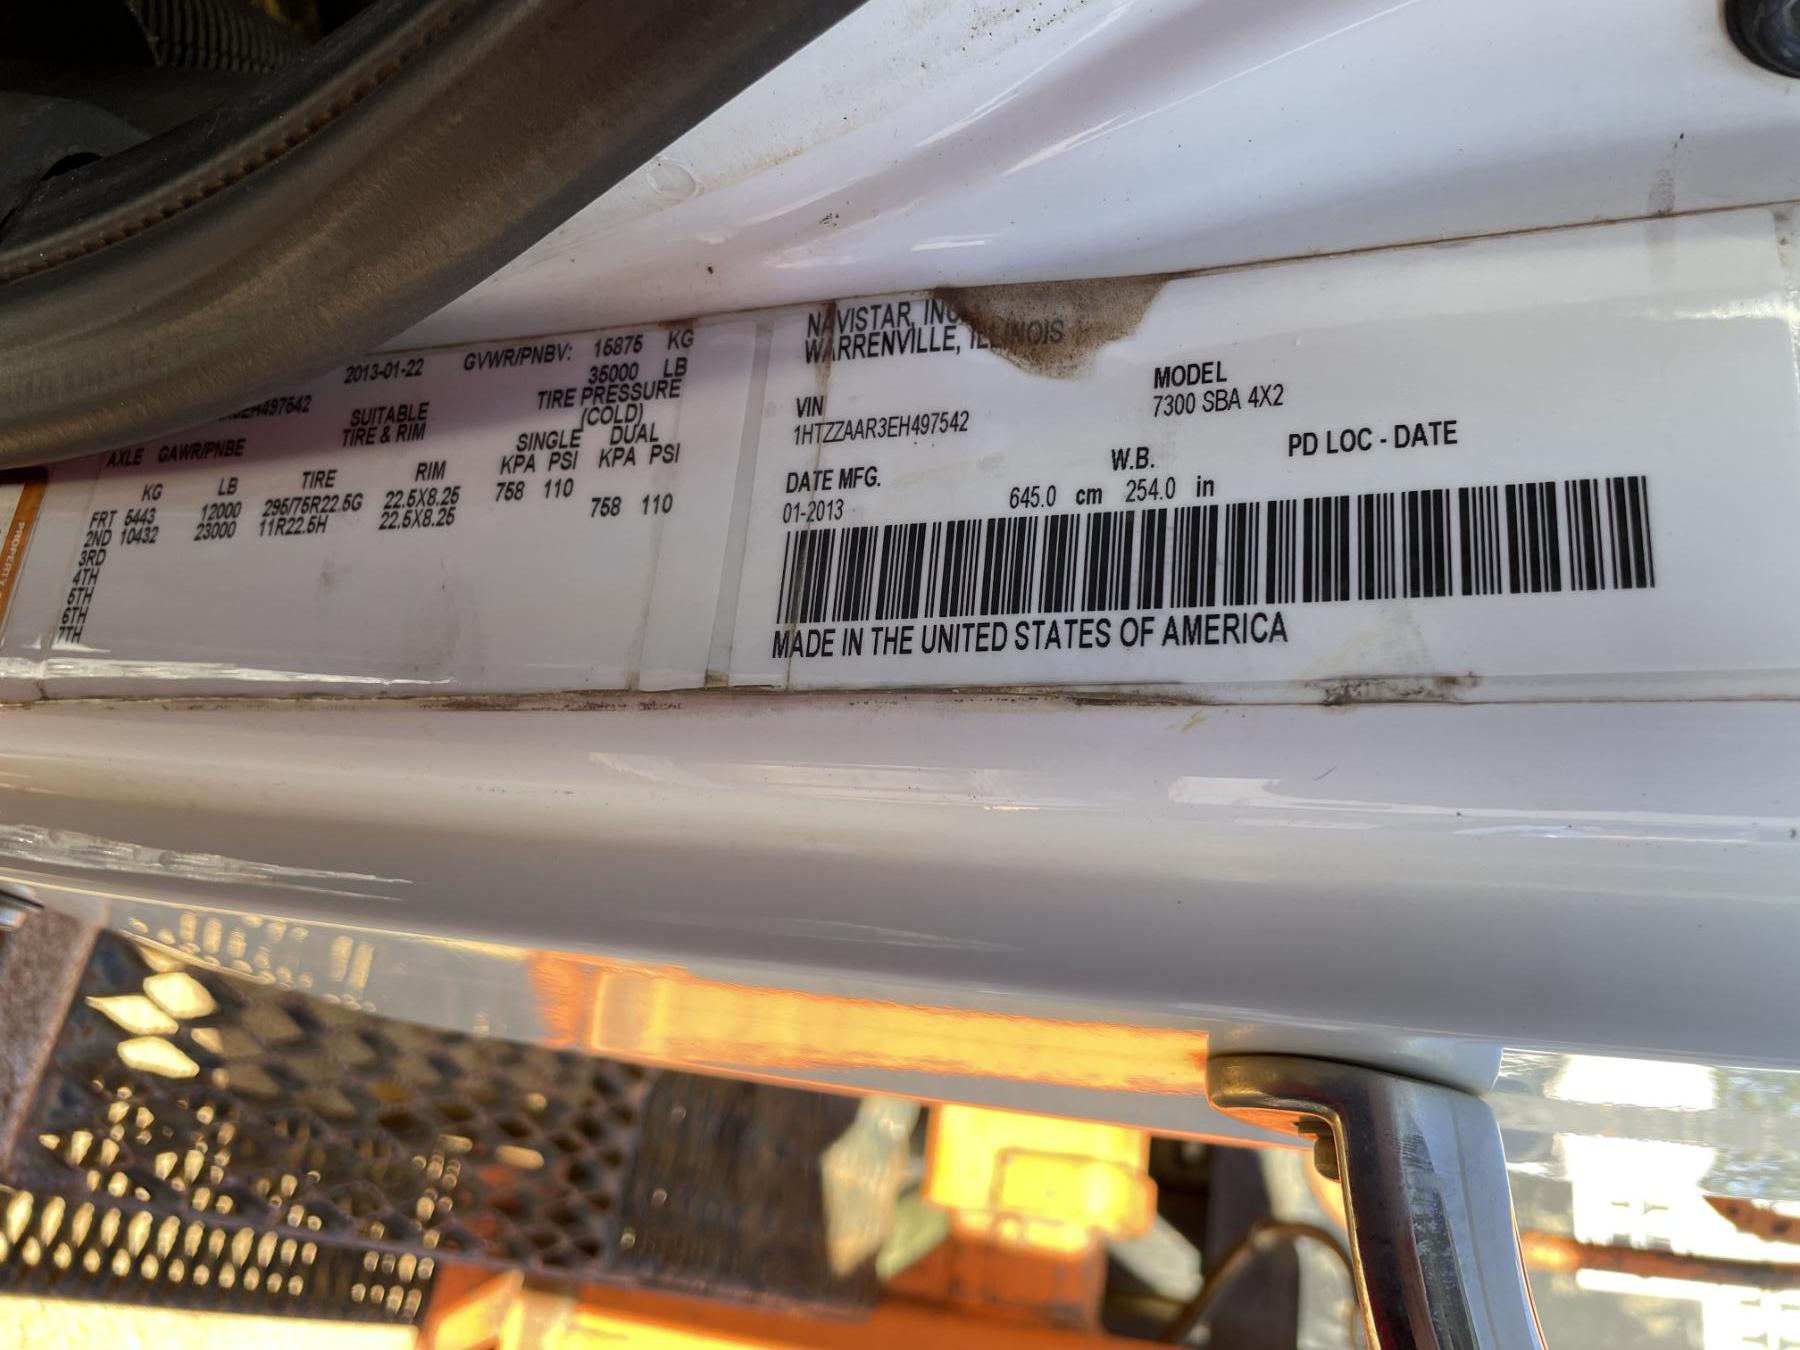 2013-01-22 GVWR/PNBV: 15875 KG
35000 LB
EH497542 SUITABLE TIRE PRESSURE
TIRE & RIM (COLD)
AXLE GAWR/PNBE SINGLE DUAL
KG LB TIRE RIM KPA PSI KPA PSI
FRT 5443 12000 295/75R22.5G 22.5X8.25 758 110
2ND 10432 23000 11R22.5H 22.5X8.25 758 110
3RD
4TH
5TH
6TH
7TH
NAVISTAR, INC
WARRENVILLE, ILLINOIS
VIN MODEL
1HTZZAAR3EH497542 7300 SBA 4X2
DATE MFG. W.B. PD LOC - DATE
01-2013 645.0 cm 254.0 in
MADE IN THE UNITED STATES OF AMERICA
PROPERTY